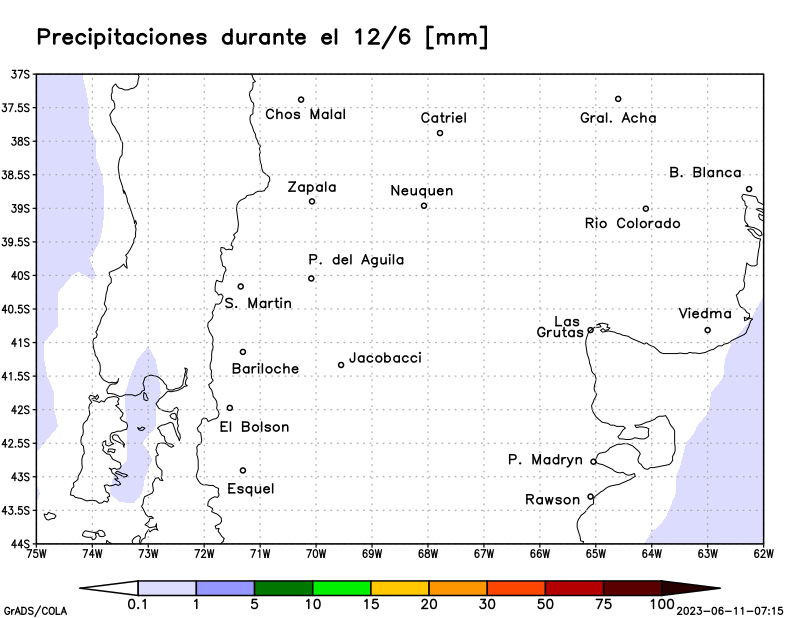 Precipitaciones durante el 12/6 [mm]
37S
Chos Malal
Gral. Acha
37.5S
Catriel
38S
B. Blanca
38.5S
Zapala
Neuquen
39S
Rio Colorado
39.5S
P. del Aguila
40S
S. Martin
40.5S
Las
Grutas
Viedma
41S
Bariloche
Jacobacci
41.5S
42S
El Bolson
42.5S
P. Madryn
43S
Esquel
Rawson
43.5S
44S
75W 74W 73W 72W 71W 70W 69W 68W 67W 66W 65W 64W 63W 62W
0.1 1 5 10 15 20 30 50 75 100
GrADS/COLA
2023-06-11-07:15